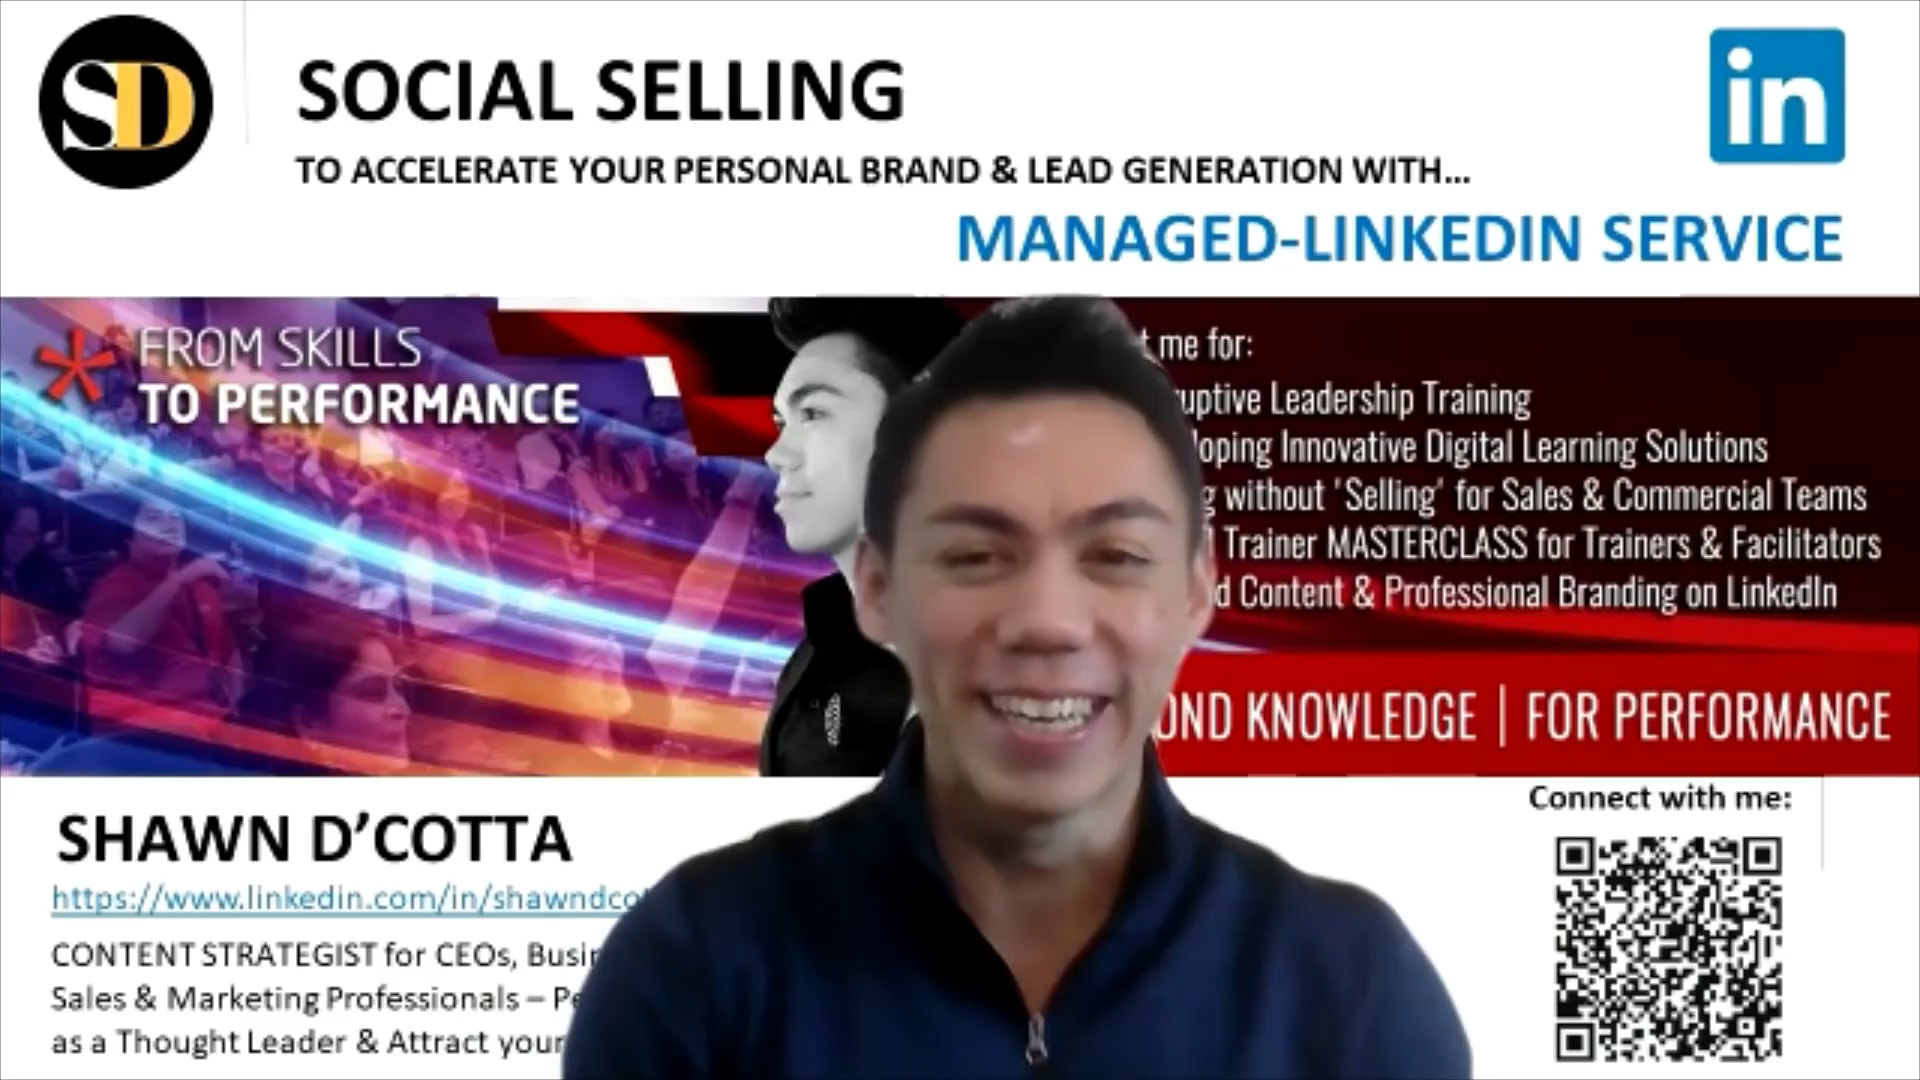 SD
SOCIAL SELLING
TO ACCELERATE YOUR PERSONAL BRAND & LEAD GENERATION WITH...
in
MANAGED-LINKEDIN SERVICE
* FROM SKILLS
TO PERFORMANCE
me for:
Leadership Training
Innovative Digital Learning Solutions
without 'Selling' for Sales & Commercial Teams
Trainer MASTERCLASS for Trainers & Facilitators
Content & Professional Branding on LinkedIn
KNOWLEDGE | FOR PERFORMANCE
SHAWN D'COTTA
https://www.linkedin.com/in/shawndco
CONTENT STRATEGIST for CEOs,
Sales & Marketing Professionals –
as a Thought Leader & Attract your
Connect with me: